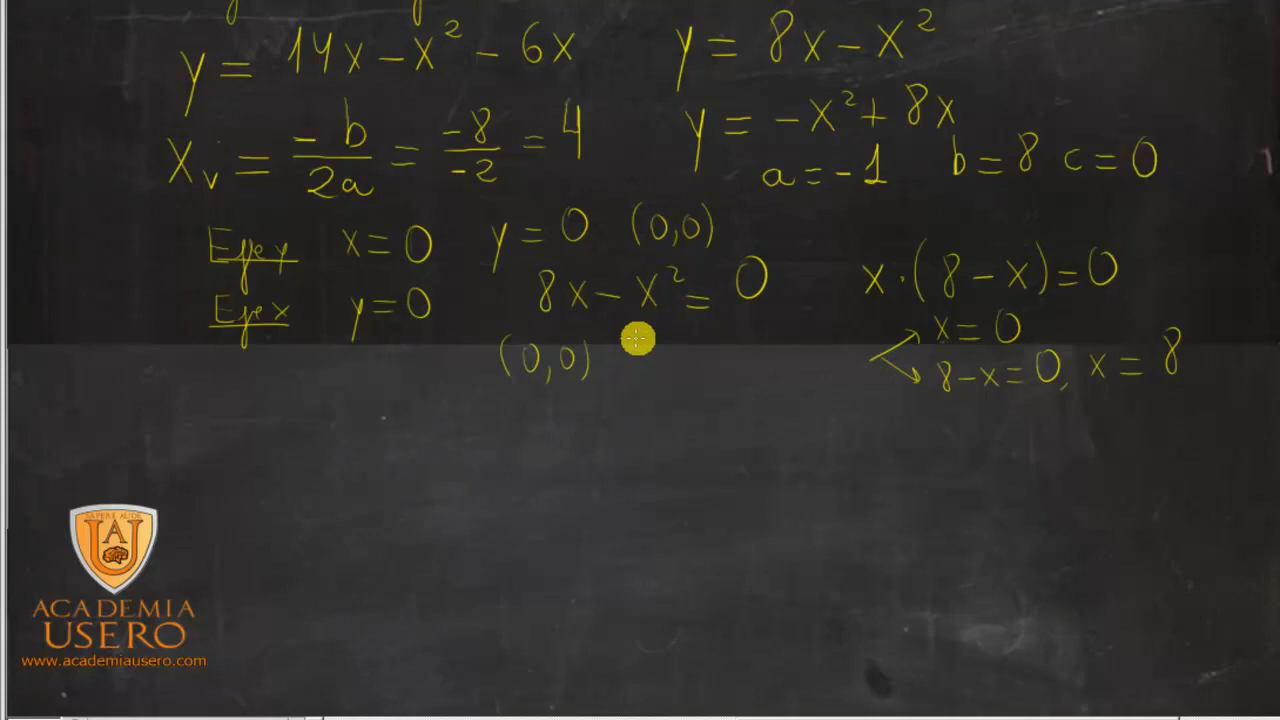 y = 14x - x² - 6x    y = 8x - x²
y = -x² + 8x
x_v = -b/2a = -8/-2 = 4    a = -1    b = 8    c = 0
Eje y    x = 0    y = 0    (0,0)
Eje x    y = 0    8x - x² = 0    x · (8 - x) = 0
x = 0
(0,0)    8-x = 0, x = 8
SAPERE AUDE
UA
ACADEMIA
USERO
www.academiausero.com